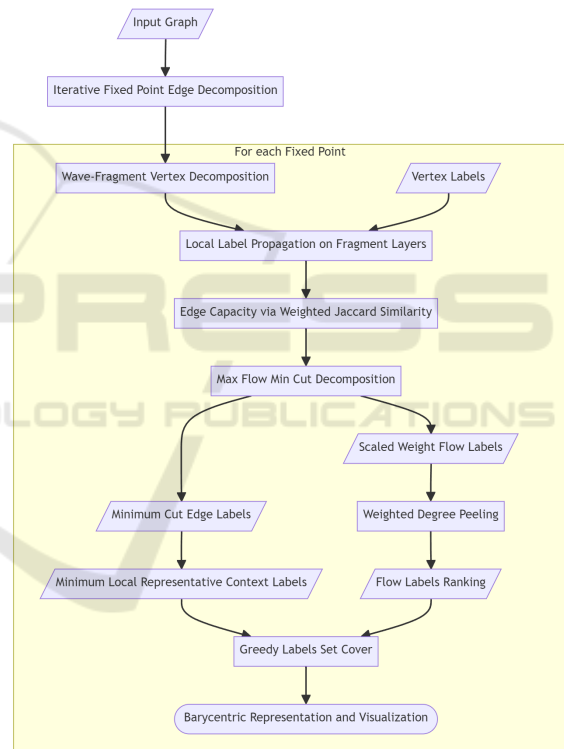 Input Graph
Iterative Fixed Point Edge Decomposition
For each Fixed Point
Wave-Fragment Vertex Decomposition
Vertex Labels
Local Label Propagation on Fragment Layers
Edge Capacity via Weighted Jaccard Similarity
Max Flow Min Cut Decomposition
Scaled Weight Flow Labels
Minimum Cut Edge Labels
Weighted Degree Peeling
Minimum Local Representative Context Labels
Flow Labels Ranking
Greedy Labels Set Cover
Barycentric Representation and Visualization
PRESS
OLOGY PUBLICATIONS